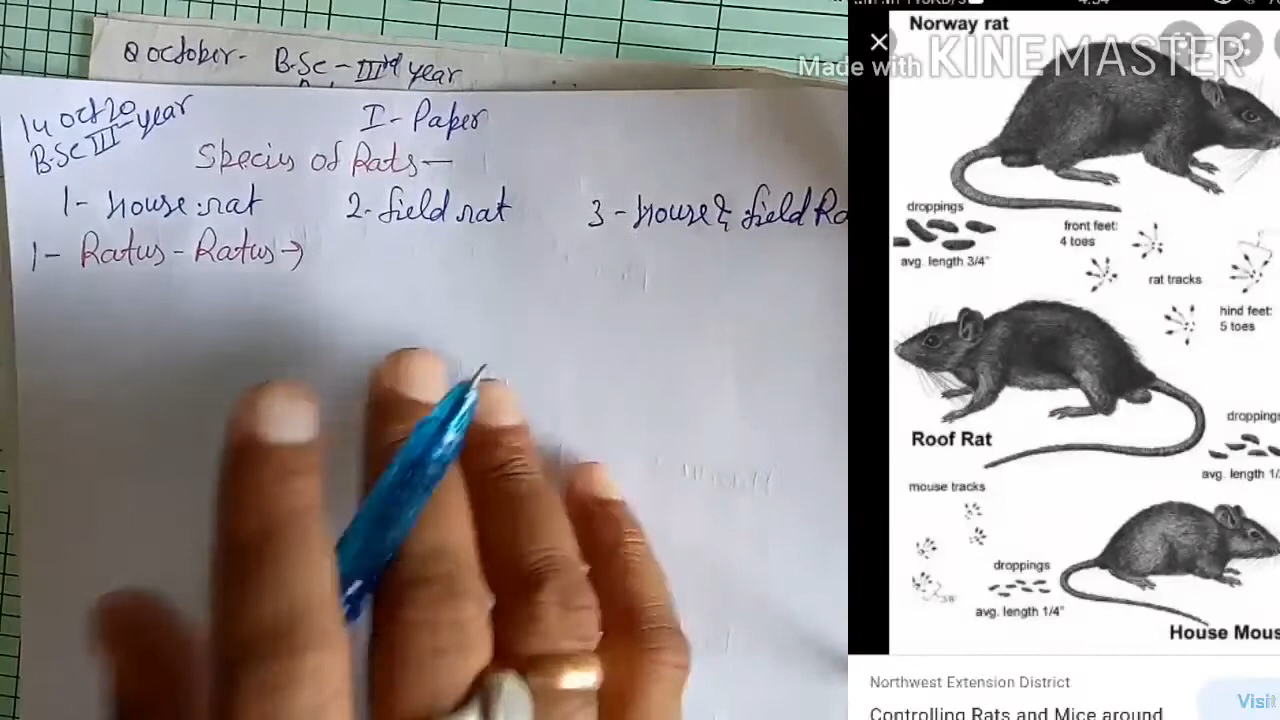 8 october - B.Sc - IIIrd year
14 oct 20
B.Sc III year
I - Paper
Species of Rats —
1 - House rat 2 - field rat 3 - House & field Ra
1 - Ratus - Ratus →
Norway rat
Made with KINEMASTER
droppings
avg. length 3/4"
front feet:
4 toes
rat tracks
hind feet:
5 toes
Roof Rat
droppings
avg. length 1/
mouse tracks
droppings
avg. length 1/4"
House Mous
Northwest Extension District
Controlling Rats and Mice around
Visit